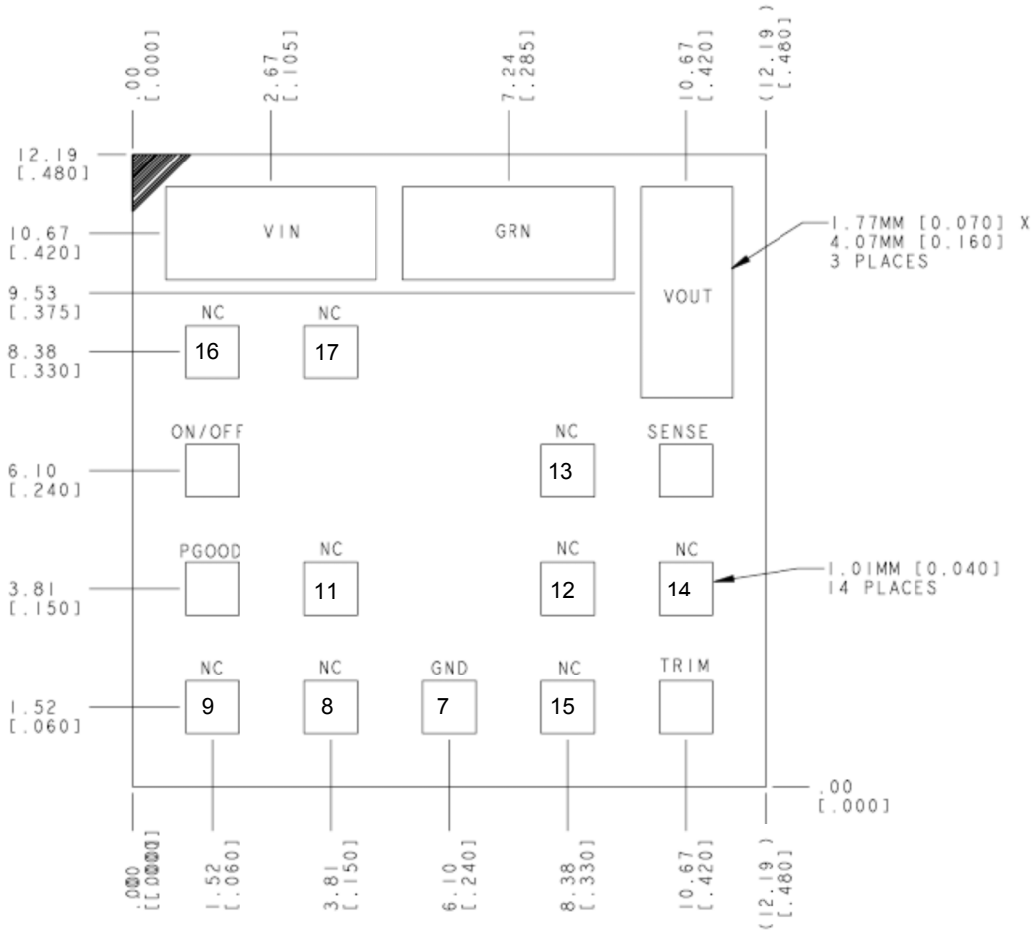 .00
[.000]
2.67
[.105]
7.24
[.285]
10.67
[.420]
(12.19 )
[.480]
12.19
[.480]
VIN
GRN
1.77MM [0.070] X
4.07MM [0.160]
3 PLACES
10.67
[.420]
9.53
[.375]
VOUT
NC
NC
8.38
[.330]
16
17
ON/OFF
NC
SENSE
6.10
[.240]
13
PGOOD
NC
NC
NC
3.81
[.150]
11
12
14
1.01MM [0.040]
14 PLACES
NC
NC
GND
NC
TRIM
1.52
[.060]
9
8
7
15
.00
[.000]
1.52
[.060]
3.81
[.150]
6.10
[.240]
8.38
[.330]
10.67
[.420]
(12.19 )
[.480]